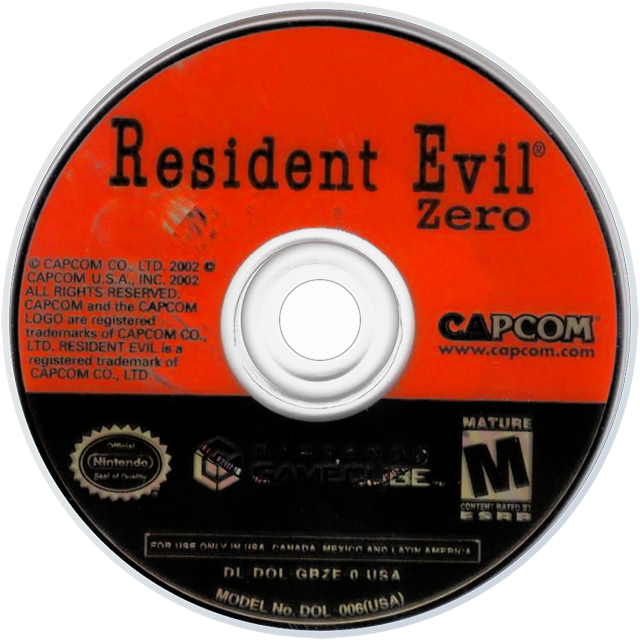 Resident Evil®
Zero
© CAPCOM CO., LTD. 2002 ©
CAPCOM U.S.A., INC. 2002
ALL RIGHTS RESERVED.
CAPCOM and the CAPCOM
LOGO are registered
trademarks of CAPCOM CO.,
LTD. RESIDENT EVIL is a
registered trademark of
CAPCOM CO., LTD
CAPCOM®
www.capcom.com
Official
Nintendo
Seal of Quality
NINTENDO
GAMECUBE
MATURE
M
CONTENT RATED BY
ESRB
FOR USE ONLY IN USA, CANADA, MEXICO AND LATIN AMERICA
DL DOL-GBZE-0 USA
MODEL No. DOL-006(USA)